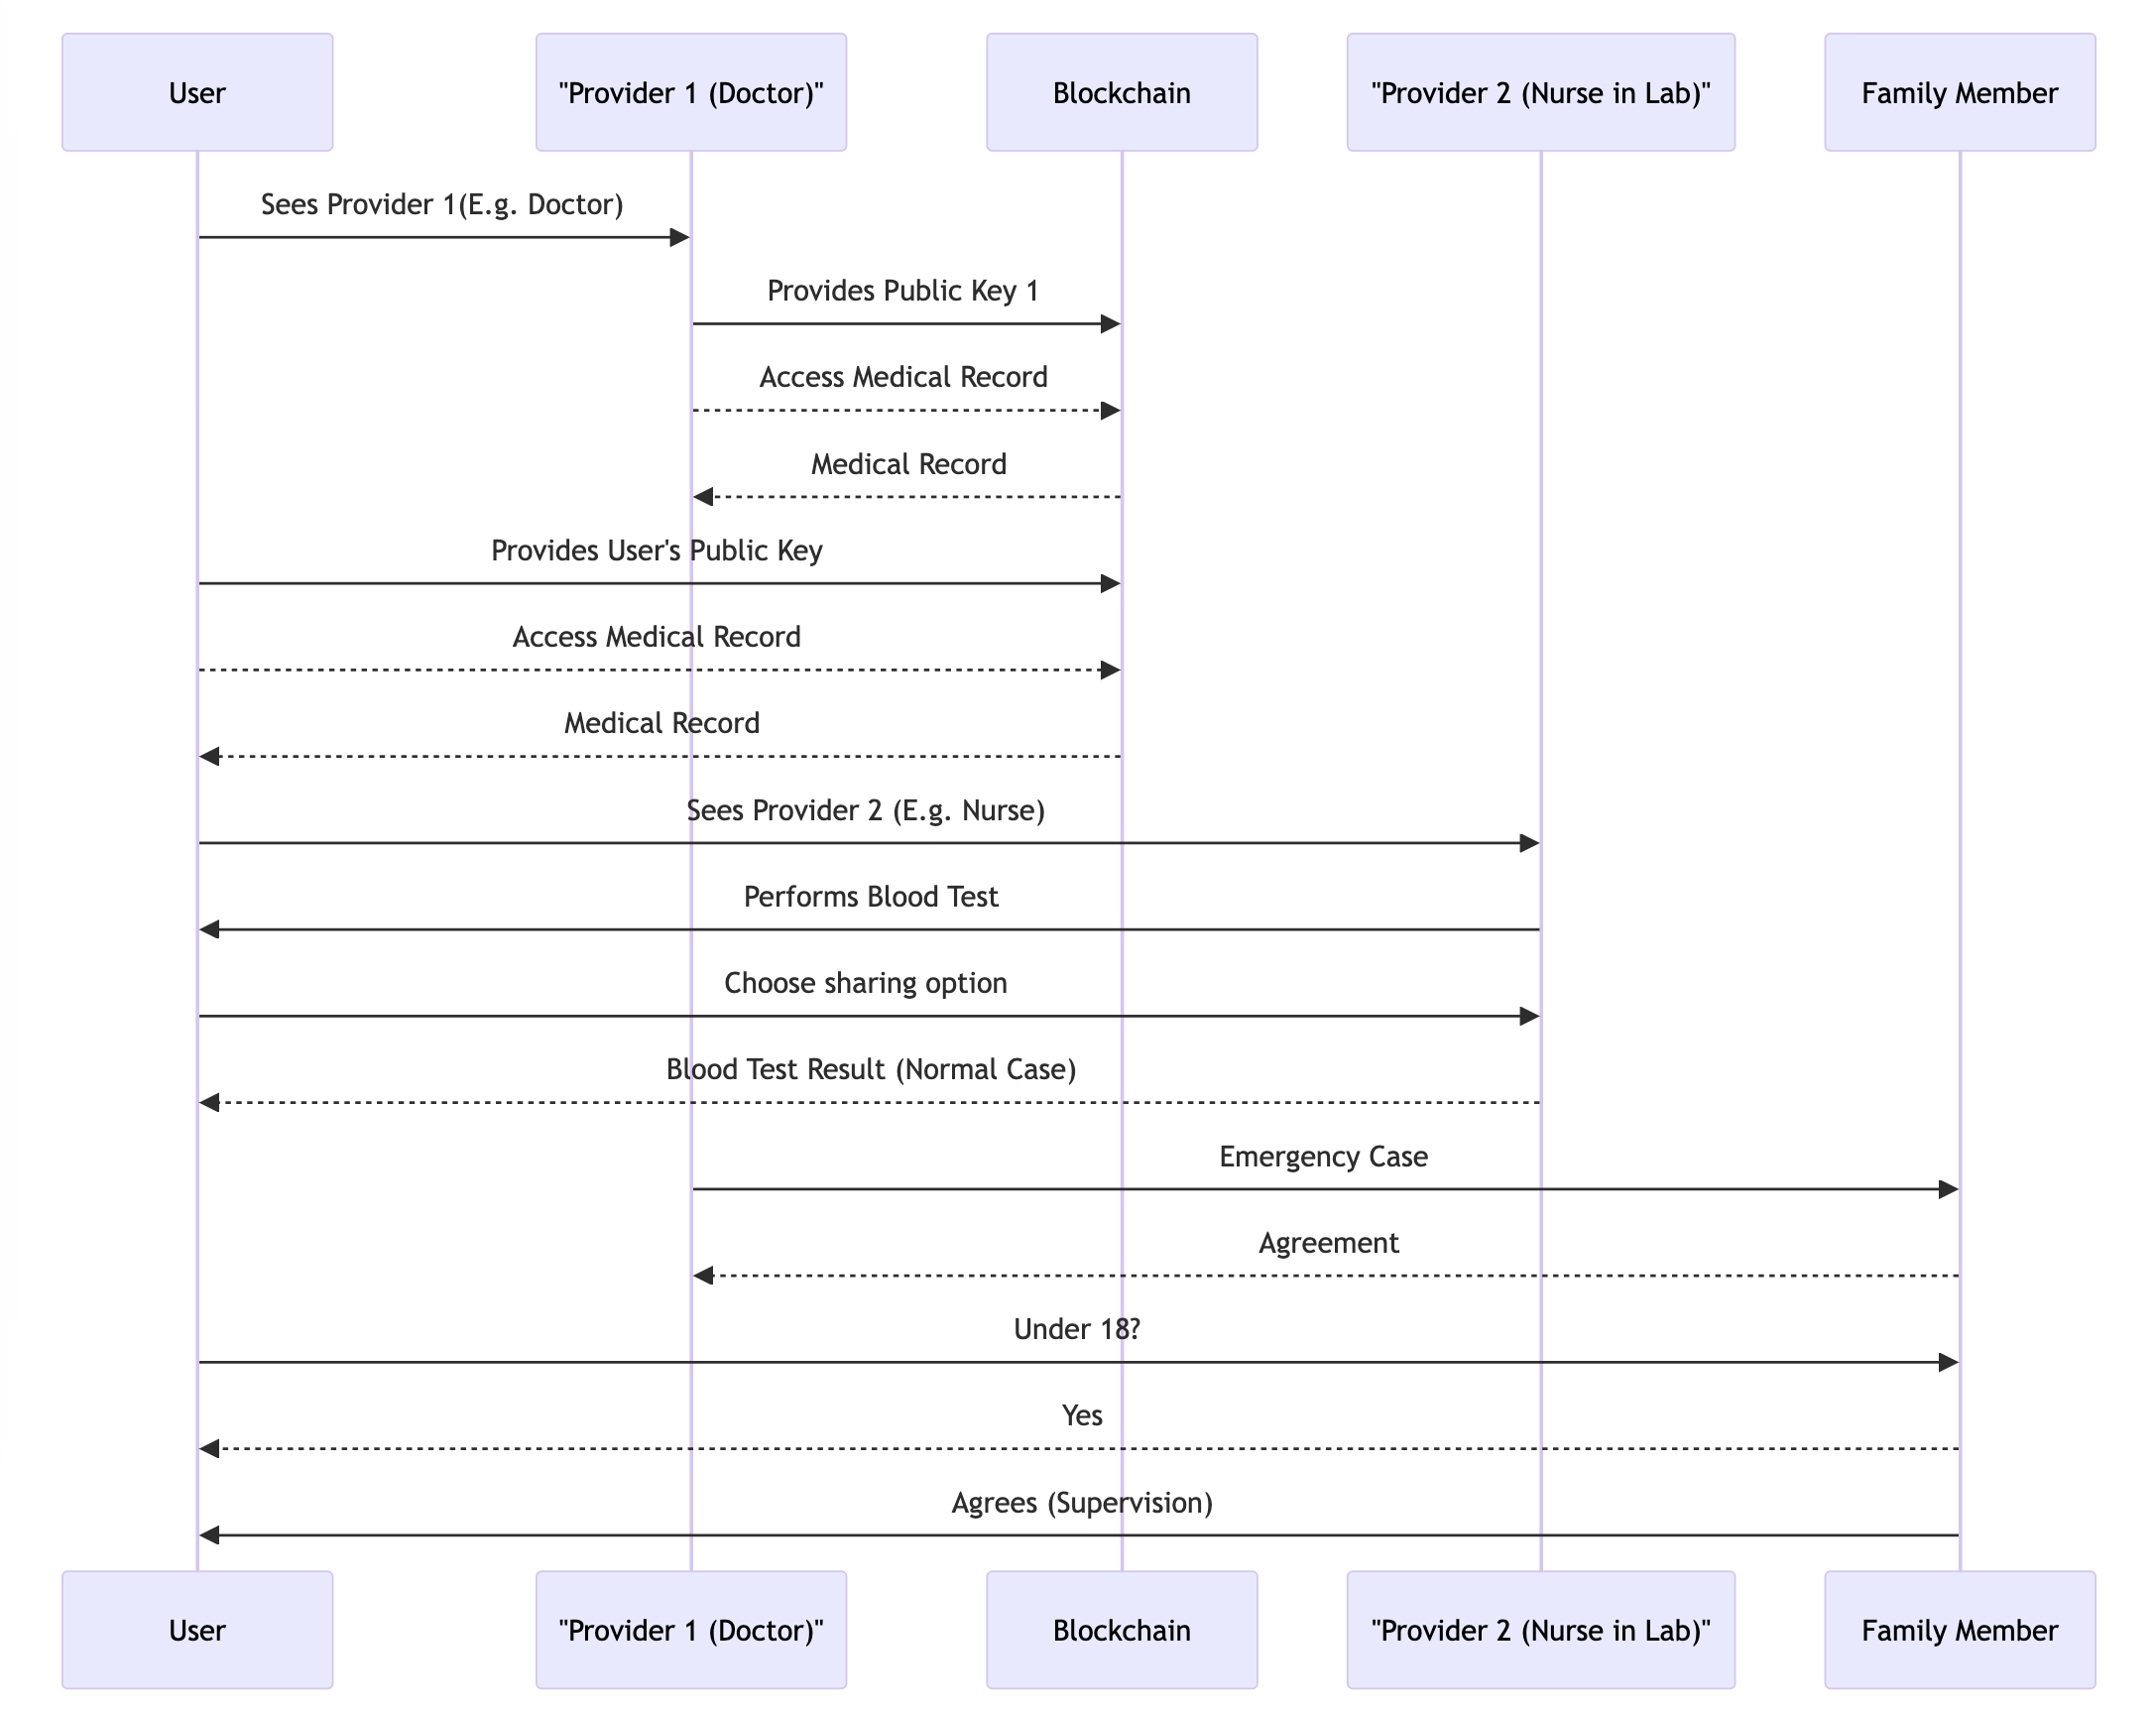 User
"Provider 1 (Doctor)"
Blockchain
"Provider 2 (Nurse in Lab)"
Family Member
Sees Provider 1(E.g. Doctor)
Provides Public Key 1
Access Medical Record
Medical Record
Provides User's Public Key
Access Medical Record
Medical Record
Sees Provider 2 (E.g. Nurse)
Performs Blood Test
Choose sharing option
Blood Test Result (Normal Case)
Emergency Case
Agreement
Under 18?
Yes
Agrees (Supervision)
User
"Provider 1 (Doctor)"
Blockchain
"Provider 2 (Nurse in Lab)"
Family Member